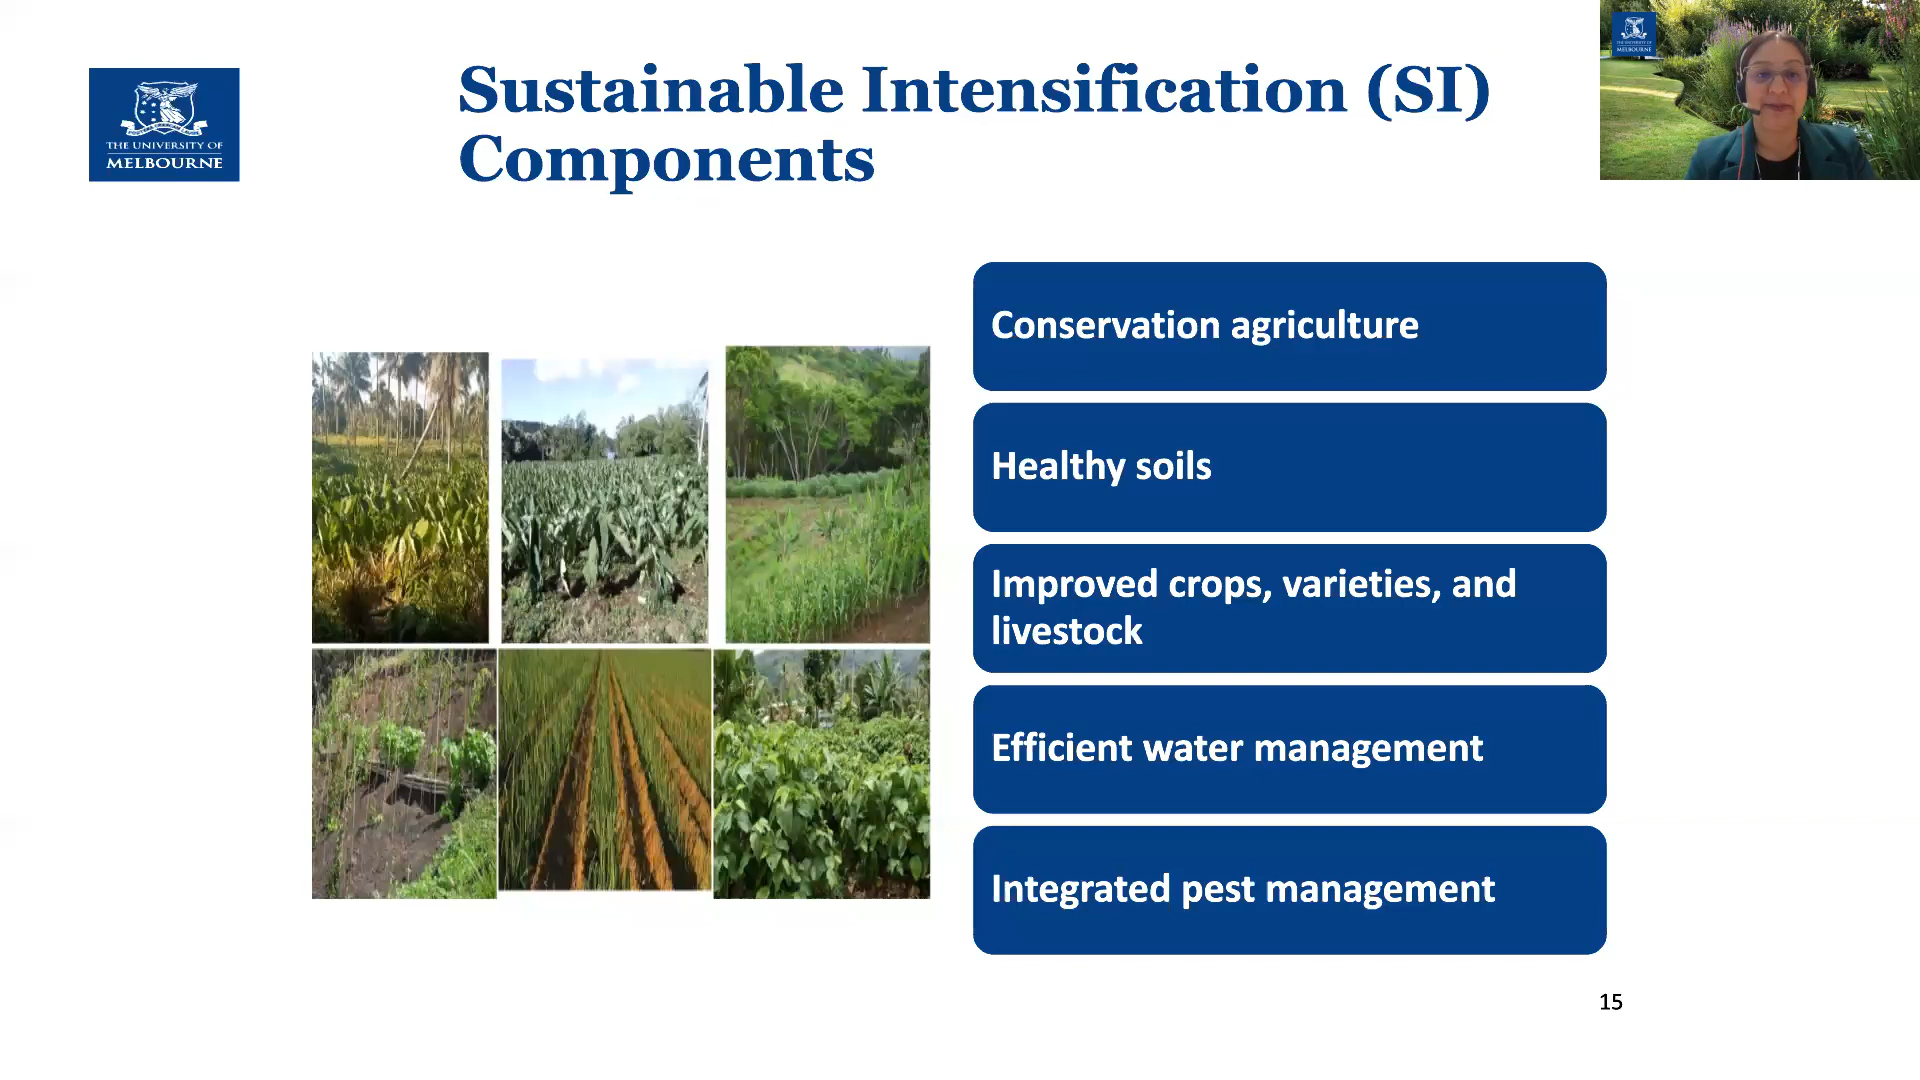 Sustainable Intensification (SI)
Components
THE UNIVERSITY OF
MELBOURNE
Conservation agriculture
Healthy soils
Improved crops, varieties, and
livestock
Efficient water management
Integrated pest management
15